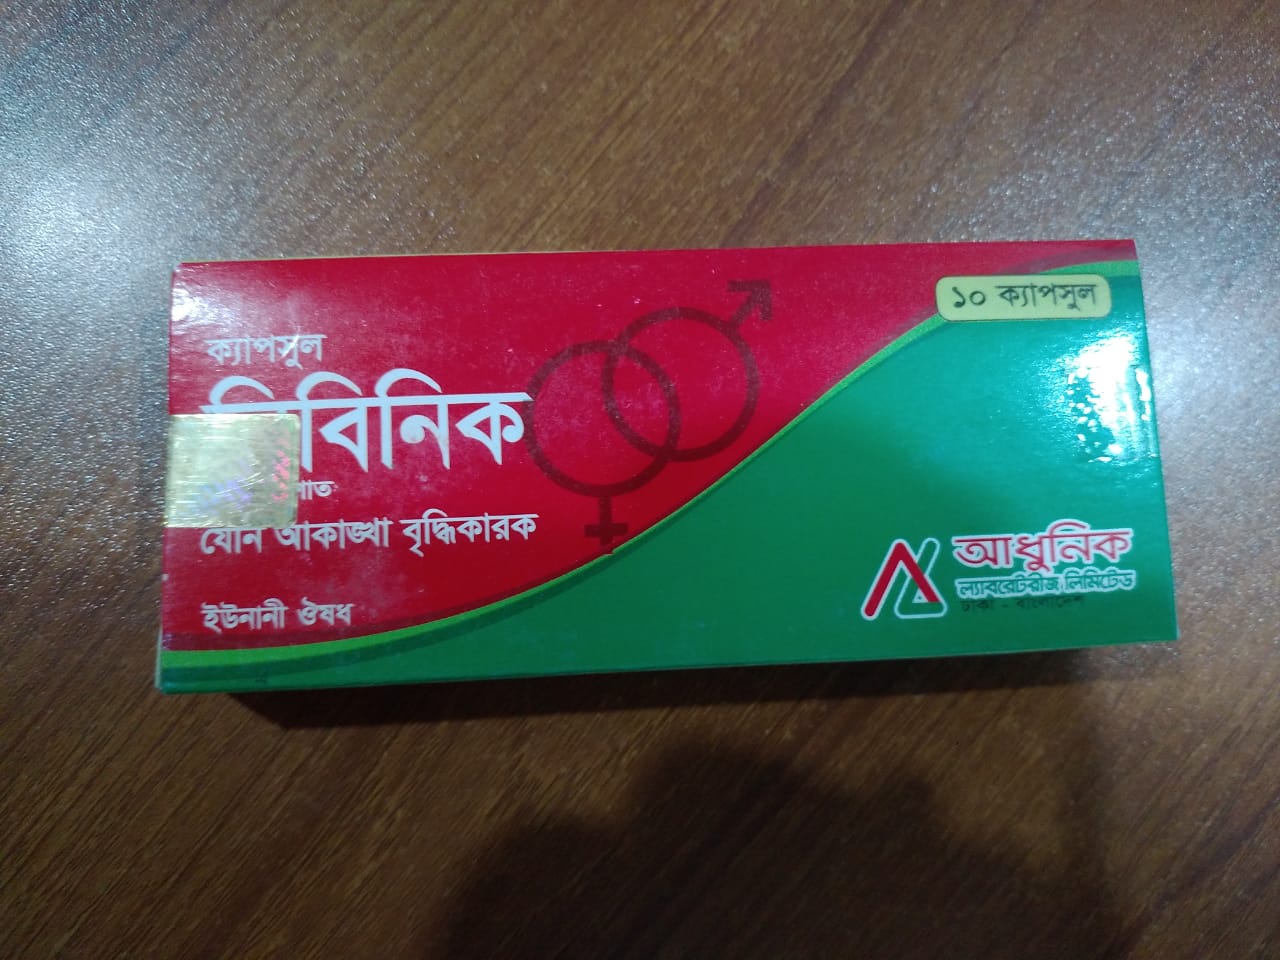 ক্যাপসুল
১০ ক্যাপসুল
যৌন আকাঙ্খা বৃদ্ধিকারক
ইউনানী ঔষধ
আধুনিক
ল্যাবরেটরীজ লিমিটেড
ঢাকা - বাংলাদেশ